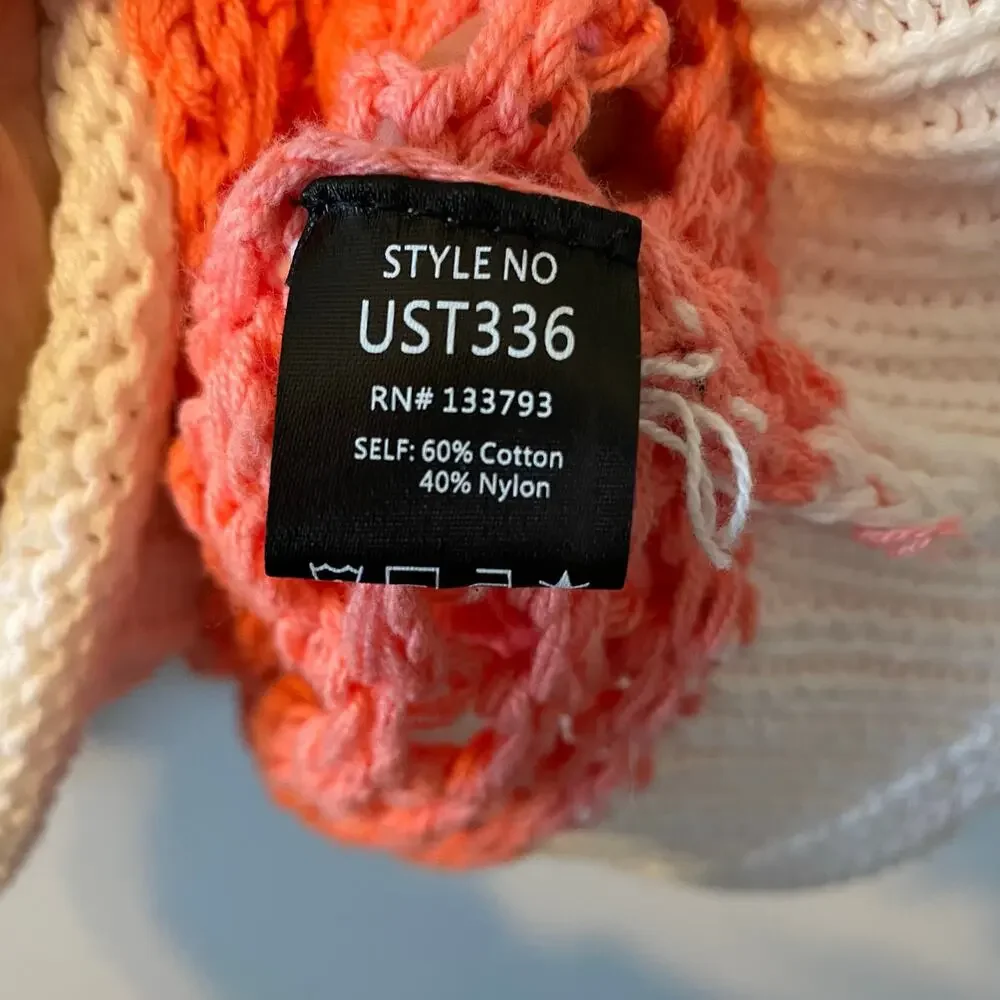 STYLE NO
UST336
RN# 133793
SELF: 60% Cotton
40% Nylon